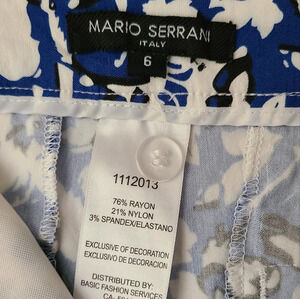 MARIO SERRANI
ITALY
6
1112013
76% RAYON
21% NYLON
3% SPANDEX/ELASTANO
EXCLUSIVE OF DECORATION
EXCLUSIVO DE DECORACIÓN
DISTRIBUTED BY:
BASIC FASHION SERVICES